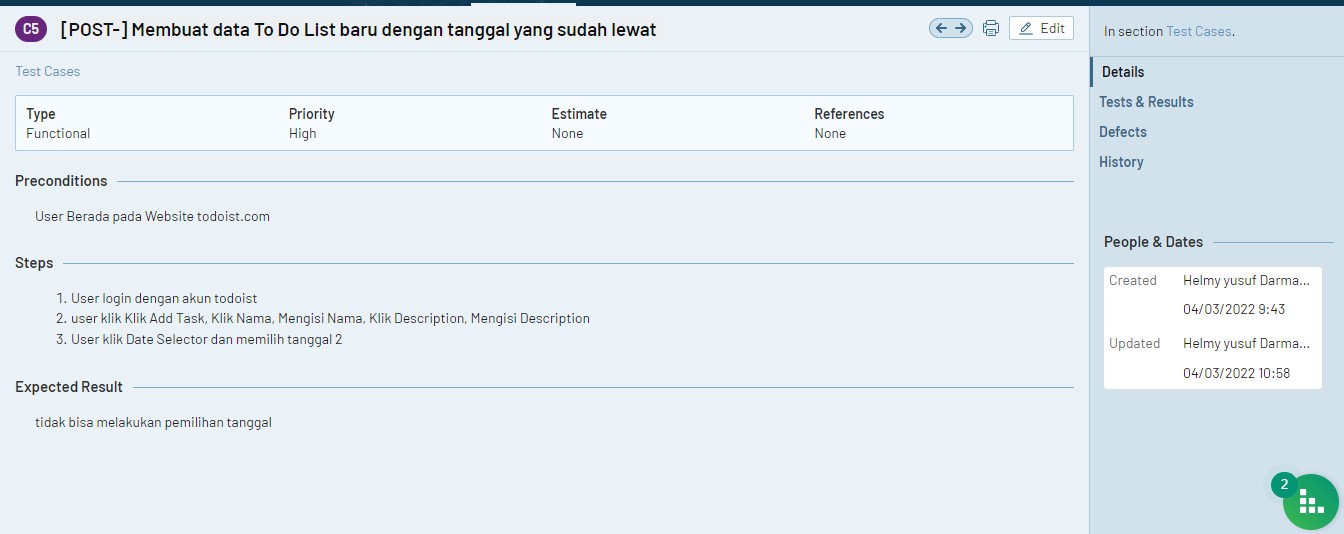 C5 [POST-] Membuat data To Do List baru dengan tanggal yang sudah lewat
Edit
Test Cases
Type Priority Estimate References
Functional High None None
Preconditions
User Berada pada Website todoist.com
Steps
1. User login dengan akun todoist
2. user klik Klik Add Task, Klik Nama, Mengisi Nama, Klik Description, Mengisi Description
3. User klik Date Selector dan memilih tanggal 2
Expected Result
tidak bisa melakukan pemilihan tanggal
In section Test Cases.
Details
Tests & Results
Defects
History
People & Dates
Created Helmy yusuf Darma...
04/03/2022 9:43
Updated Helmy yusuf Darma...
04/03/2022 10:58
2